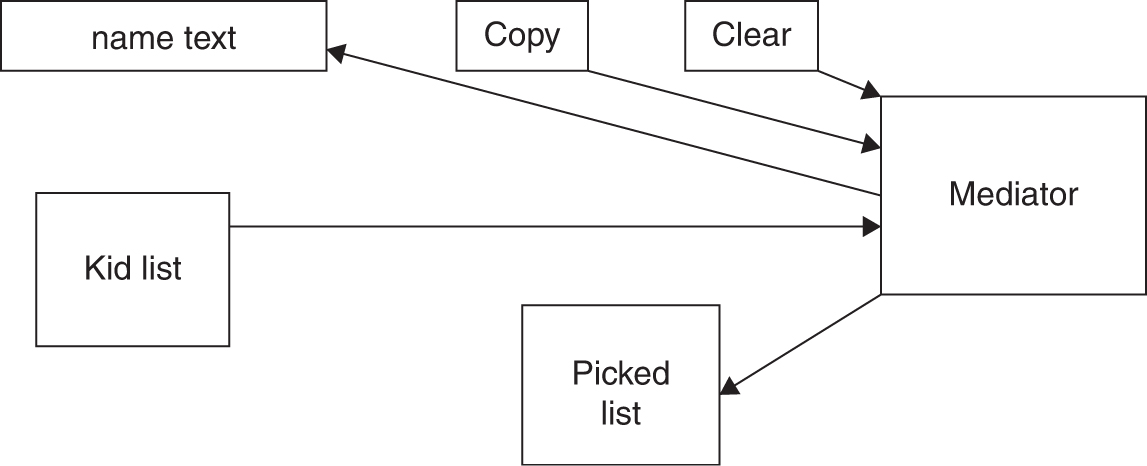 name text
Copy
Clear
Mediator
Kid list
Picked
list